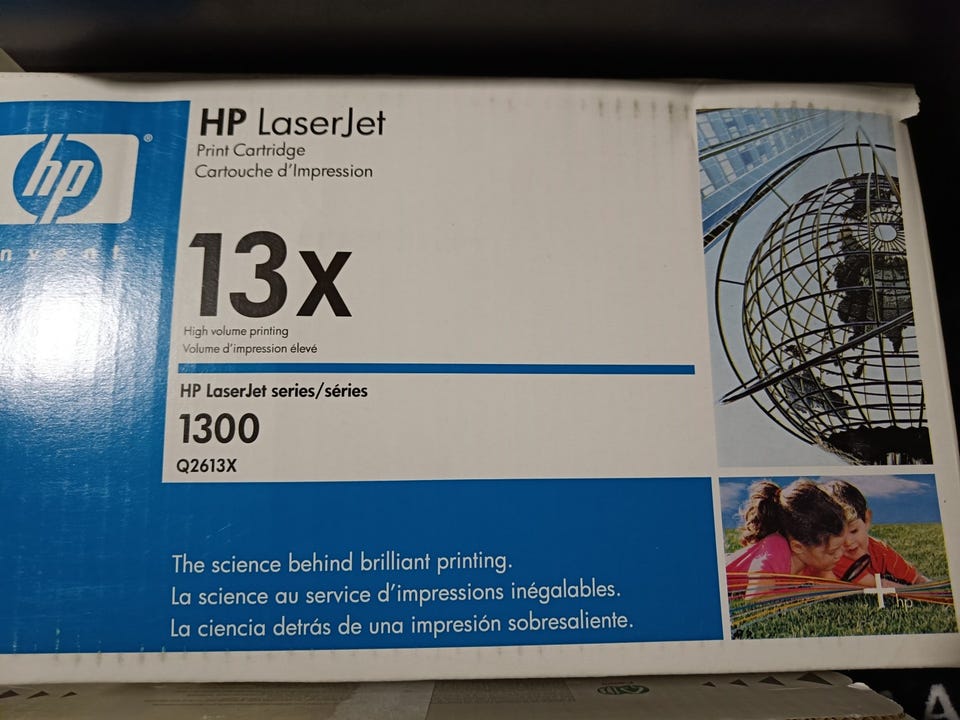 hp
®
invent
HP LaserJet
Print Cartridge
Cartouche d'Impression
13x
High volume printing
Volume d'impression élevé
HP LaserJet series/séries
1300
Q2613X
The science behind brilliant printing.
La science au service d'impressions inégalables.
La ciencia detrás de una impresión sobresaliente.
+ hp
A